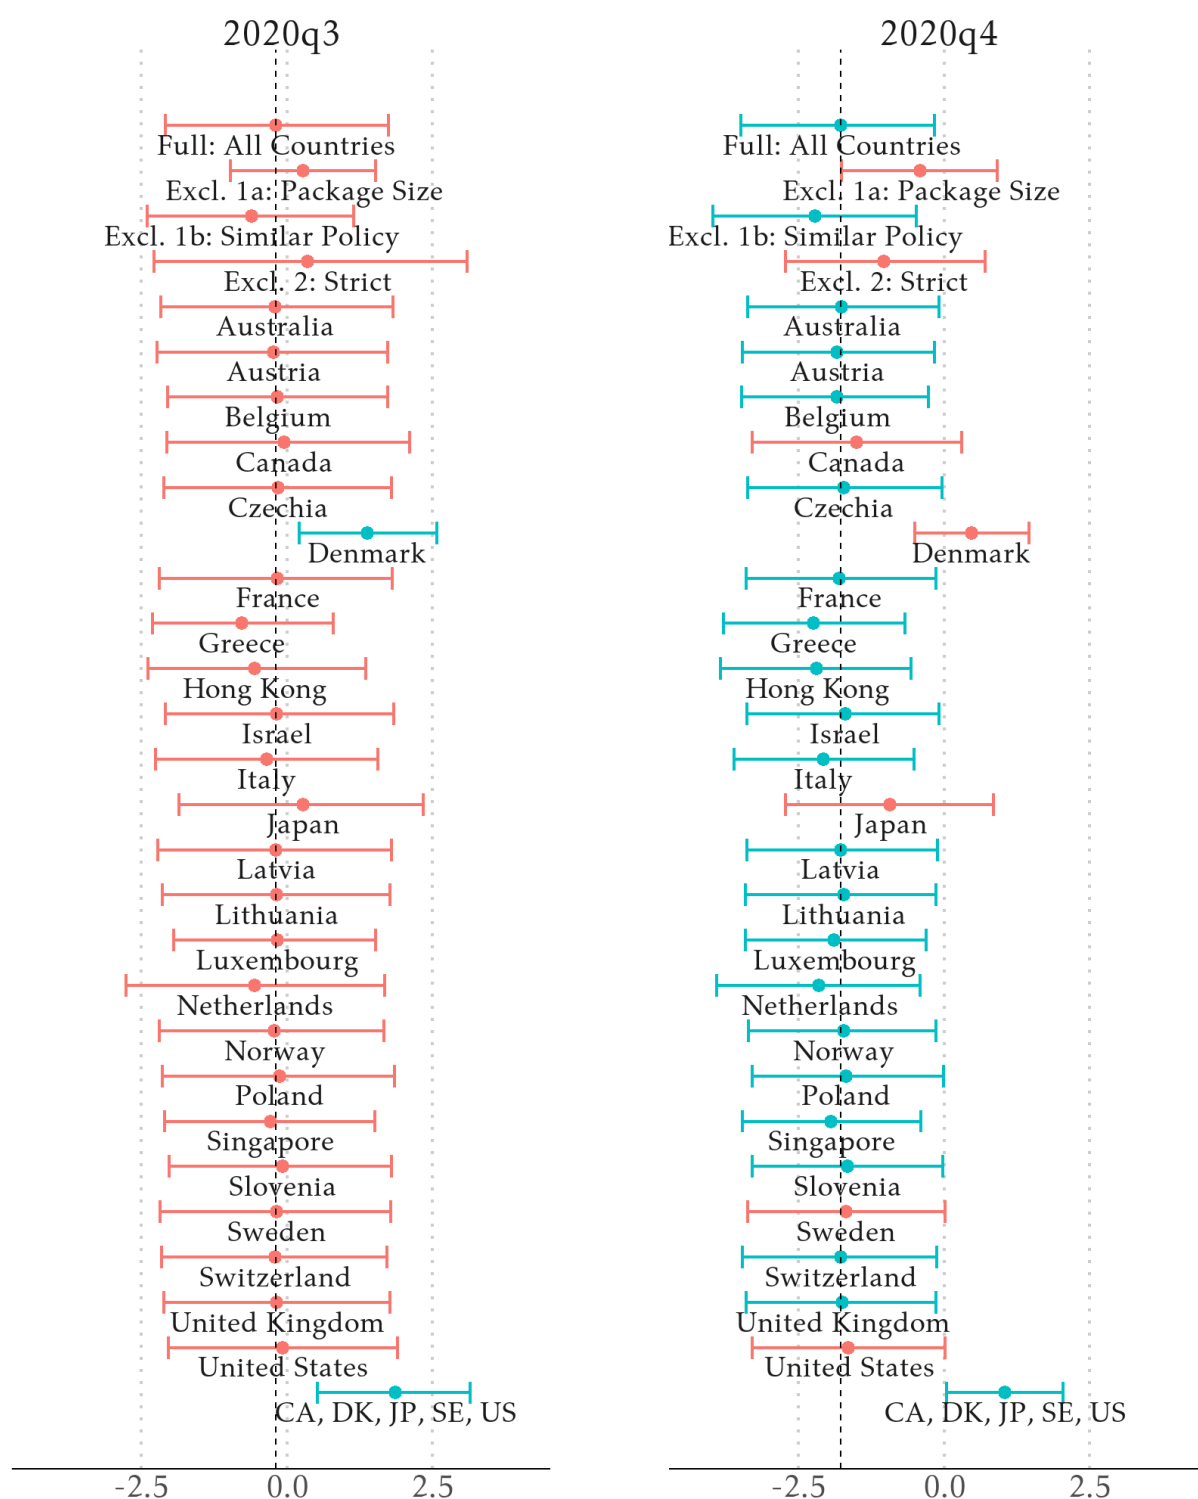 2020q3
Full: All Countries
Excl. 1a: Package Size
Excl. 1b: Similar Policy
Excl. 2: Strict
Australia
Austria
Belgium
Canada
Czechia
Denmark
France
Greece
Hong Kong
Israel
Italy
Japan
Latvia
Lithuania
Luxembourg
Netherlands
Norway
Poland
Singapore
Slovenia
Sweden
Switzerland
United Kingdom
United States
CA, DK, JP, SE, US
-2.5 0.0 2.5
2020q4
Full: All Countries
Excl. 1a: Package Size
Excl. 1b: Similar Policy
Excl. 2: Strict
Australia
Austria
Belgium
Canada
Czechia
Denmark
France
Greece
Hong Kong
Israel
Italy
Japan
Latvia
Lithuania
Luxembourg
Netherlands
Norway
Poland
Singapore
Slovenia
Sweden
Switzerland
United Kingdom
United States
CA, DK, JP, SE, US
-2.5 0.0 2.5